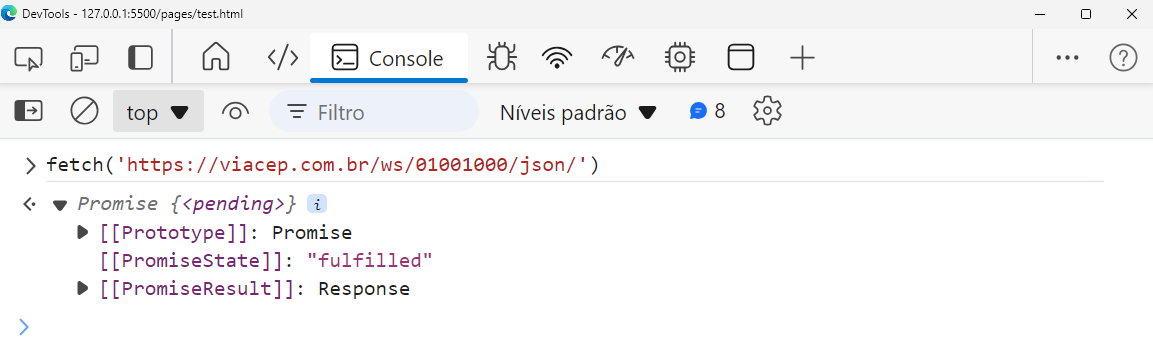 DevTools - 127.0.0.1:5500/pages/test.html
Console
top Filtro Níveis padrão 8
fetch('https://viacep.com.br/ws/01001000/json/')
Promise {<pending>} i
[[Prototype]]: Promise
[[PromiseState]]: "fulfilled"
[[PromiseResult]]: Response